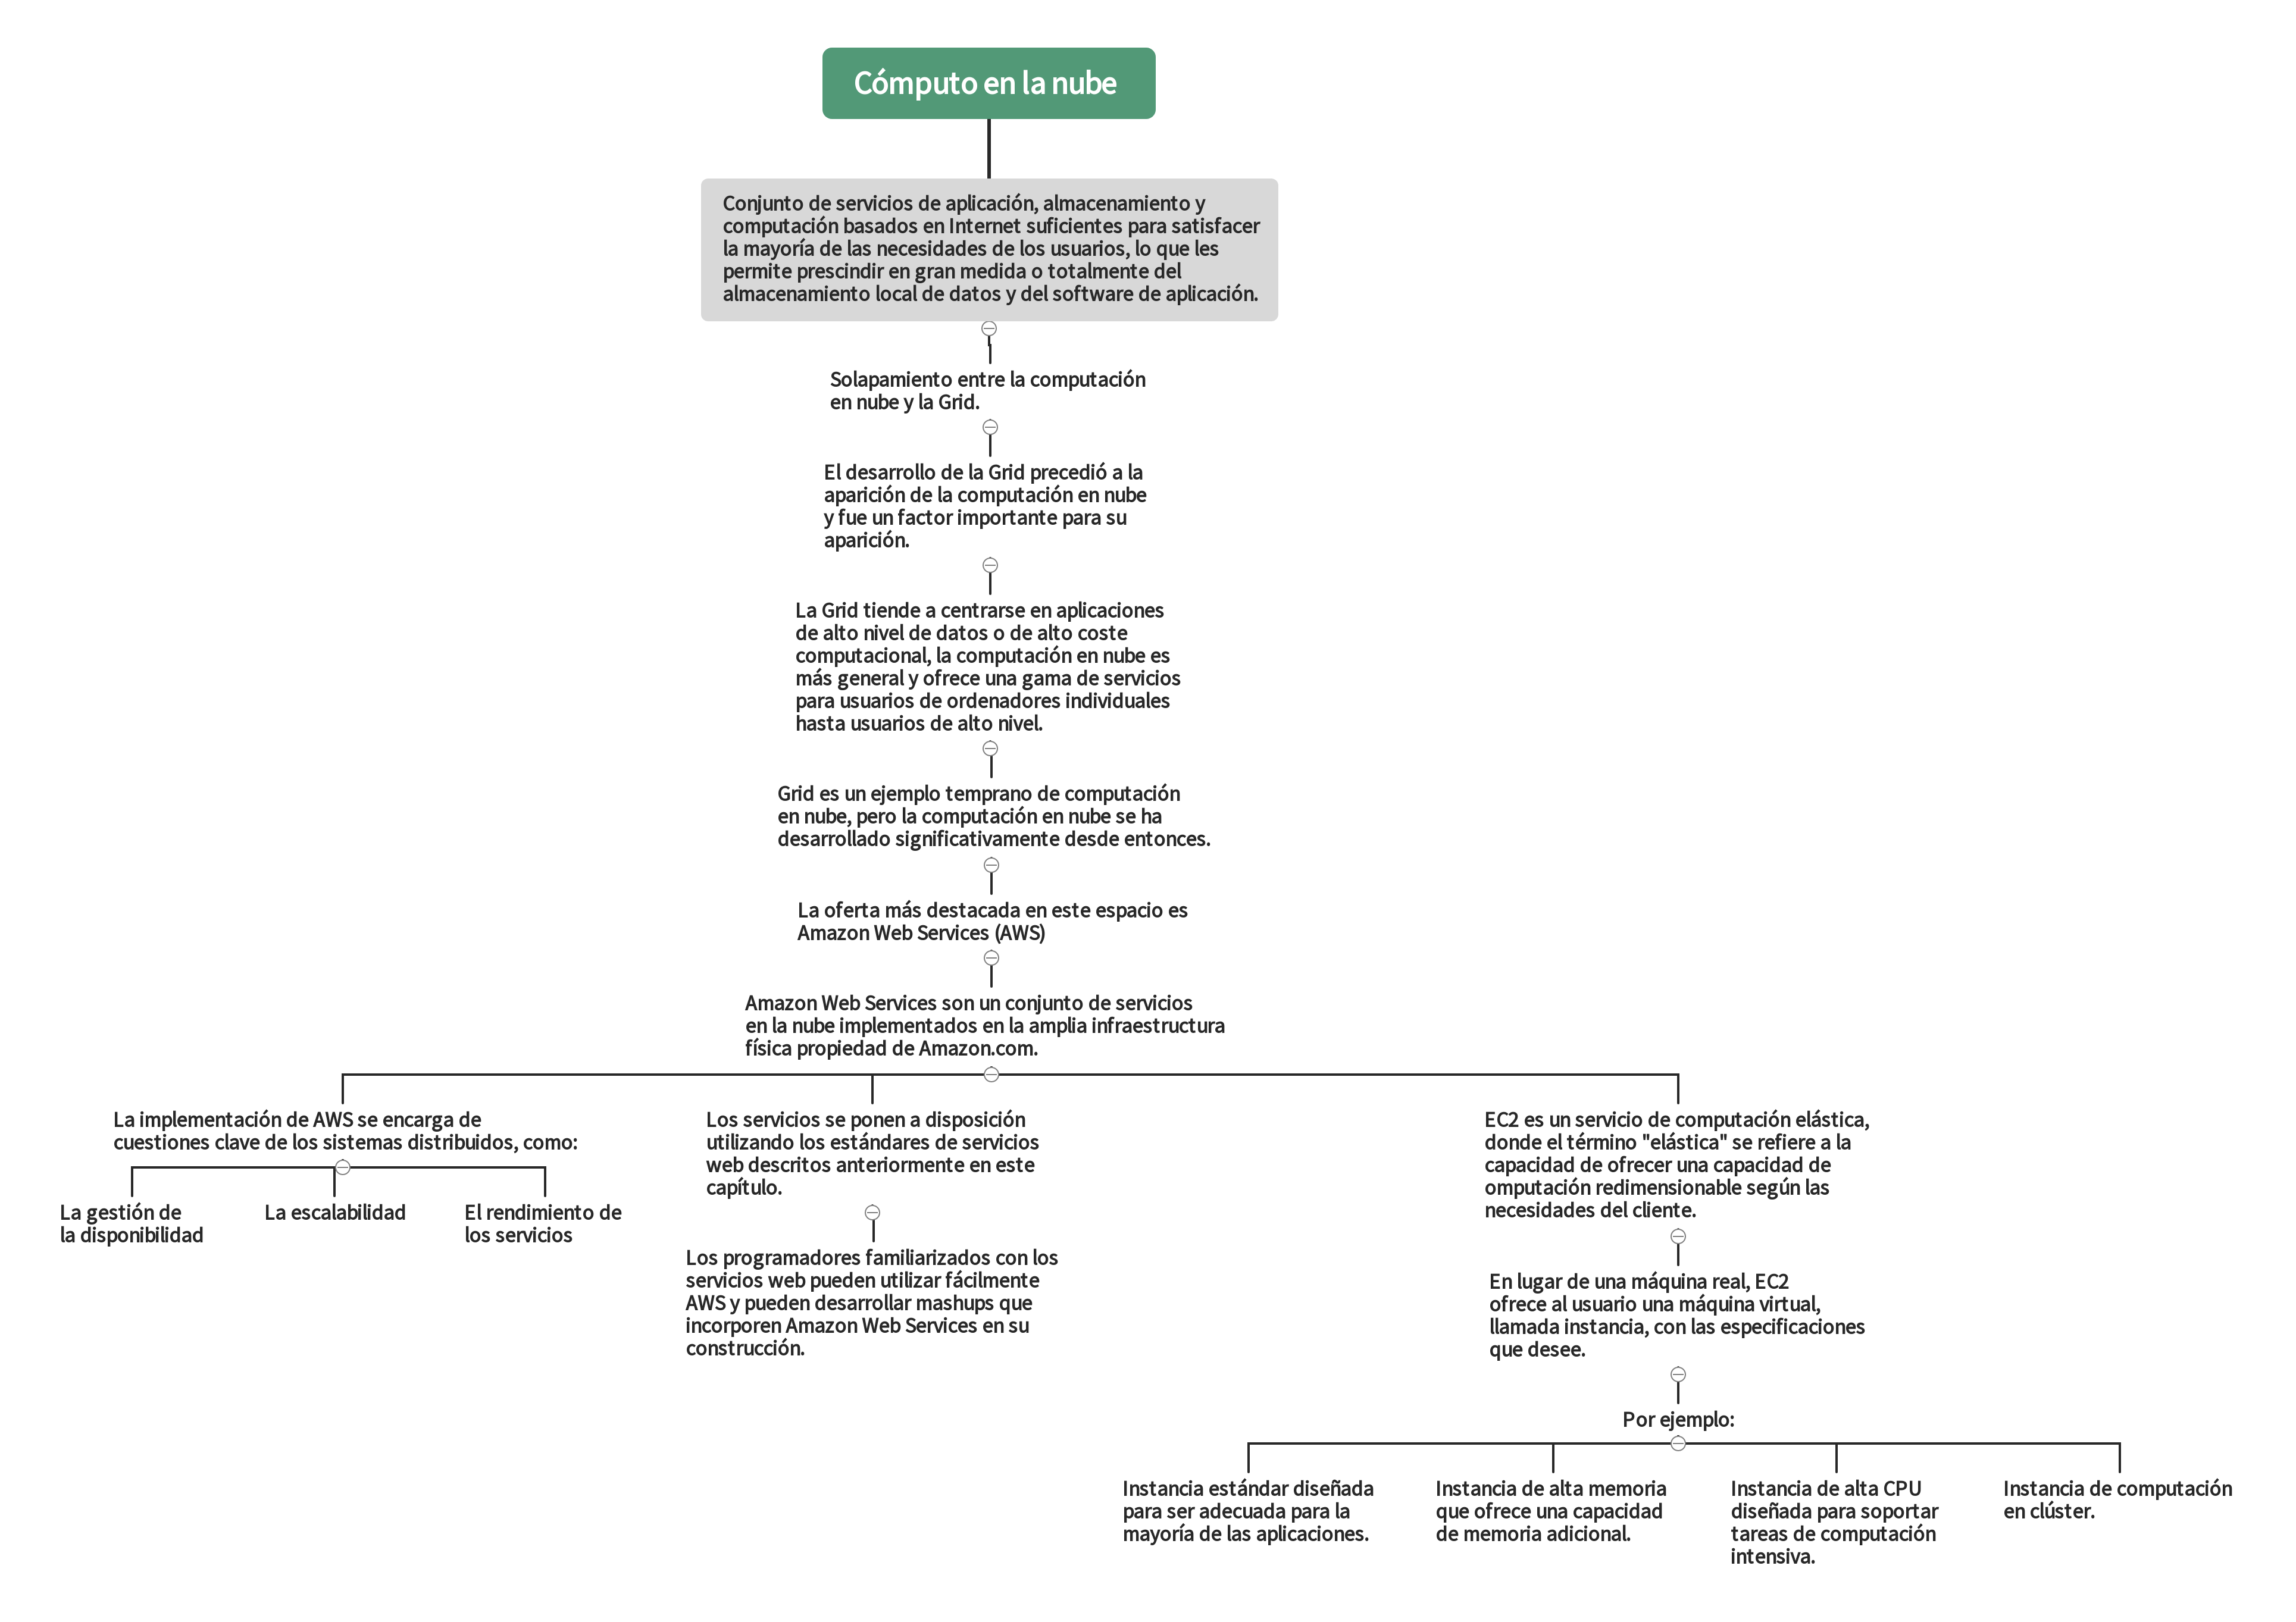 Cómputo en la nube
Conjunto de servicios de aplicación, almacenamiento y
computación basados en Internet suficientes para satisfacer
la mayoría de las necesidades de los usuarios, lo que les
permite prescindir en gran medida o totalmente del
almacenamiento local de datos y del software de aplicación.
Solapamiento entre la computación
en nube y la Grid.
El desarrollo de la Grid precedió a la
aparición de la computación en nube
y fue un factor importante para su
aparición.
La Grid tiende a centrarse en aplicaciones
de alto nivel de datos o de alto coste
computacional, la computación en nube es
más general y ofrece una gama de servicios
para usuarios de ordenadores individuales
hasta usuarios de alto nivel.
Grid es un ejemplo temprano de computación
en nube, pero la computación en nube se ha
desarrollado significativamente desde entonces.
La oferta más destacada en este espacio es
Amazon Web Services (AWS)
Amazon Web Services son un conjunto de servicios
en la nube implementados en la amplia infraestructura
física propiedad de Amazon.com.
La implementación de AWS se encarga de
cuestiones clave de los sistemas distribuidos, como:
La gestión de
la disponibilidad
La escalabilidad
El rendimiento de
los servicios
Los servicios se ponen a disposición
utilizando los estándares de servicios
web descritos anteriormente en este
capítulo.
Los programadores familiarizados con los
servicios web pueden utilizar fácilmente
AWS y pueden desarrollar mashups que
incorporen Amazon Web Services en su
construcción.
EC2 es un servicio de computación elástica,
donde el término "elástica" se refiere a la
capacidad de ofrecer una capacidad de
omputación redimensionable según las
necesidades del cliente.
En lugar de una máquina real, EC2
ofrece al usuario una máquina virtual,
llamada instancia, con las especificaciones
que desee.
Por ejemplo:
Instancia estándar diseñada
para ser adecuada para la
mayoría de las aplicaciones.
Instancia de alta memoria
que ofrece una capacidad
de memoria adicional.
Instancia de alta CPU
diseñada para soportar
tareas de computación
intensiva.
Instancia de computación
en clúster.